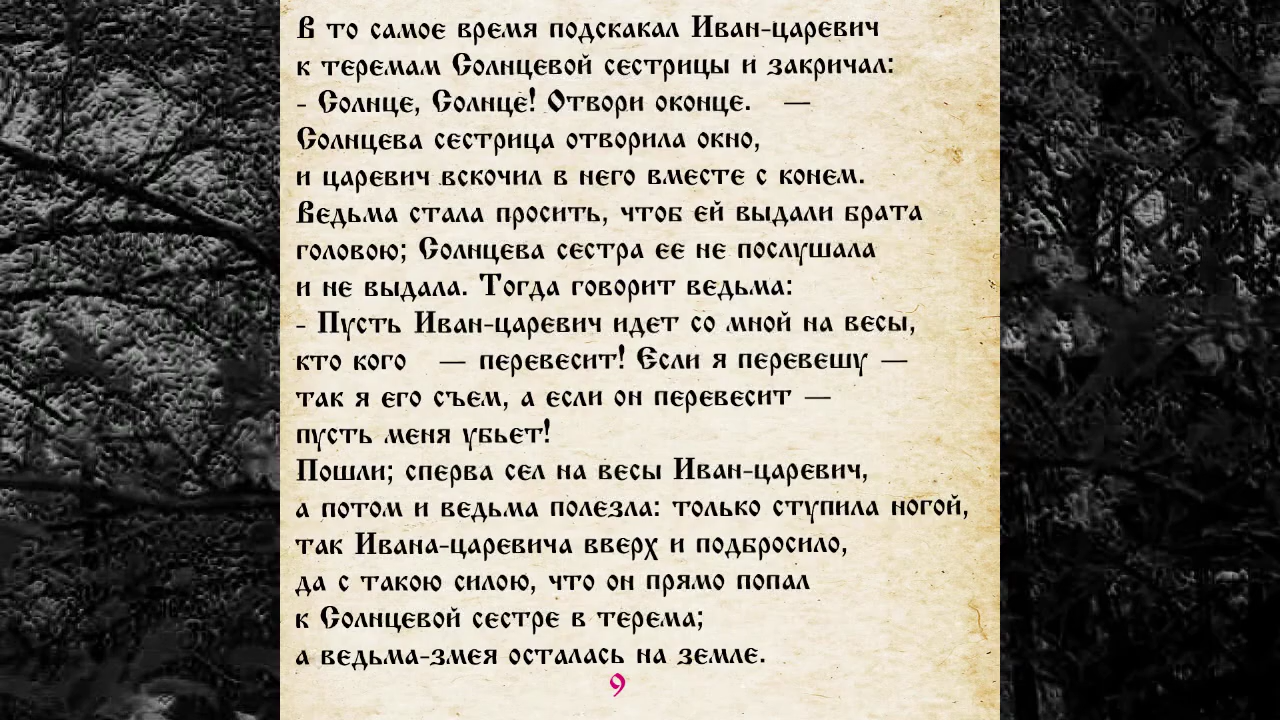 В то самое время подскакал Иван-царевич
к теремам Солнцевой сестрицы и закричал:
- Солнце, Солнце! Отвори оконце. —
Солнцева сестрица отворила окно,
и царевич вскочил в него вместе с конем.
Ведьма стала просить, чтоб ей выдали брата
головою; Солнцева сестра ее не послушала
и не выдала. Тогда говорит ведьма:
- Пусть Иван-царевич идет со мной на весы,
кто кого — перевесит! Если я перевешу —
так я его съем, а если он перевесит —
пусть меня убьет!
Пошли; сперва сел на весы Иван-царевич,
а потом и ведьма полезла: только ступила ногой,
так Ивана-царевича вверх и подбросило,
да с такою силою, что он прямо попал
к Солнцевой сестре в терема;
а ведьма-змея осталась на земле.
9